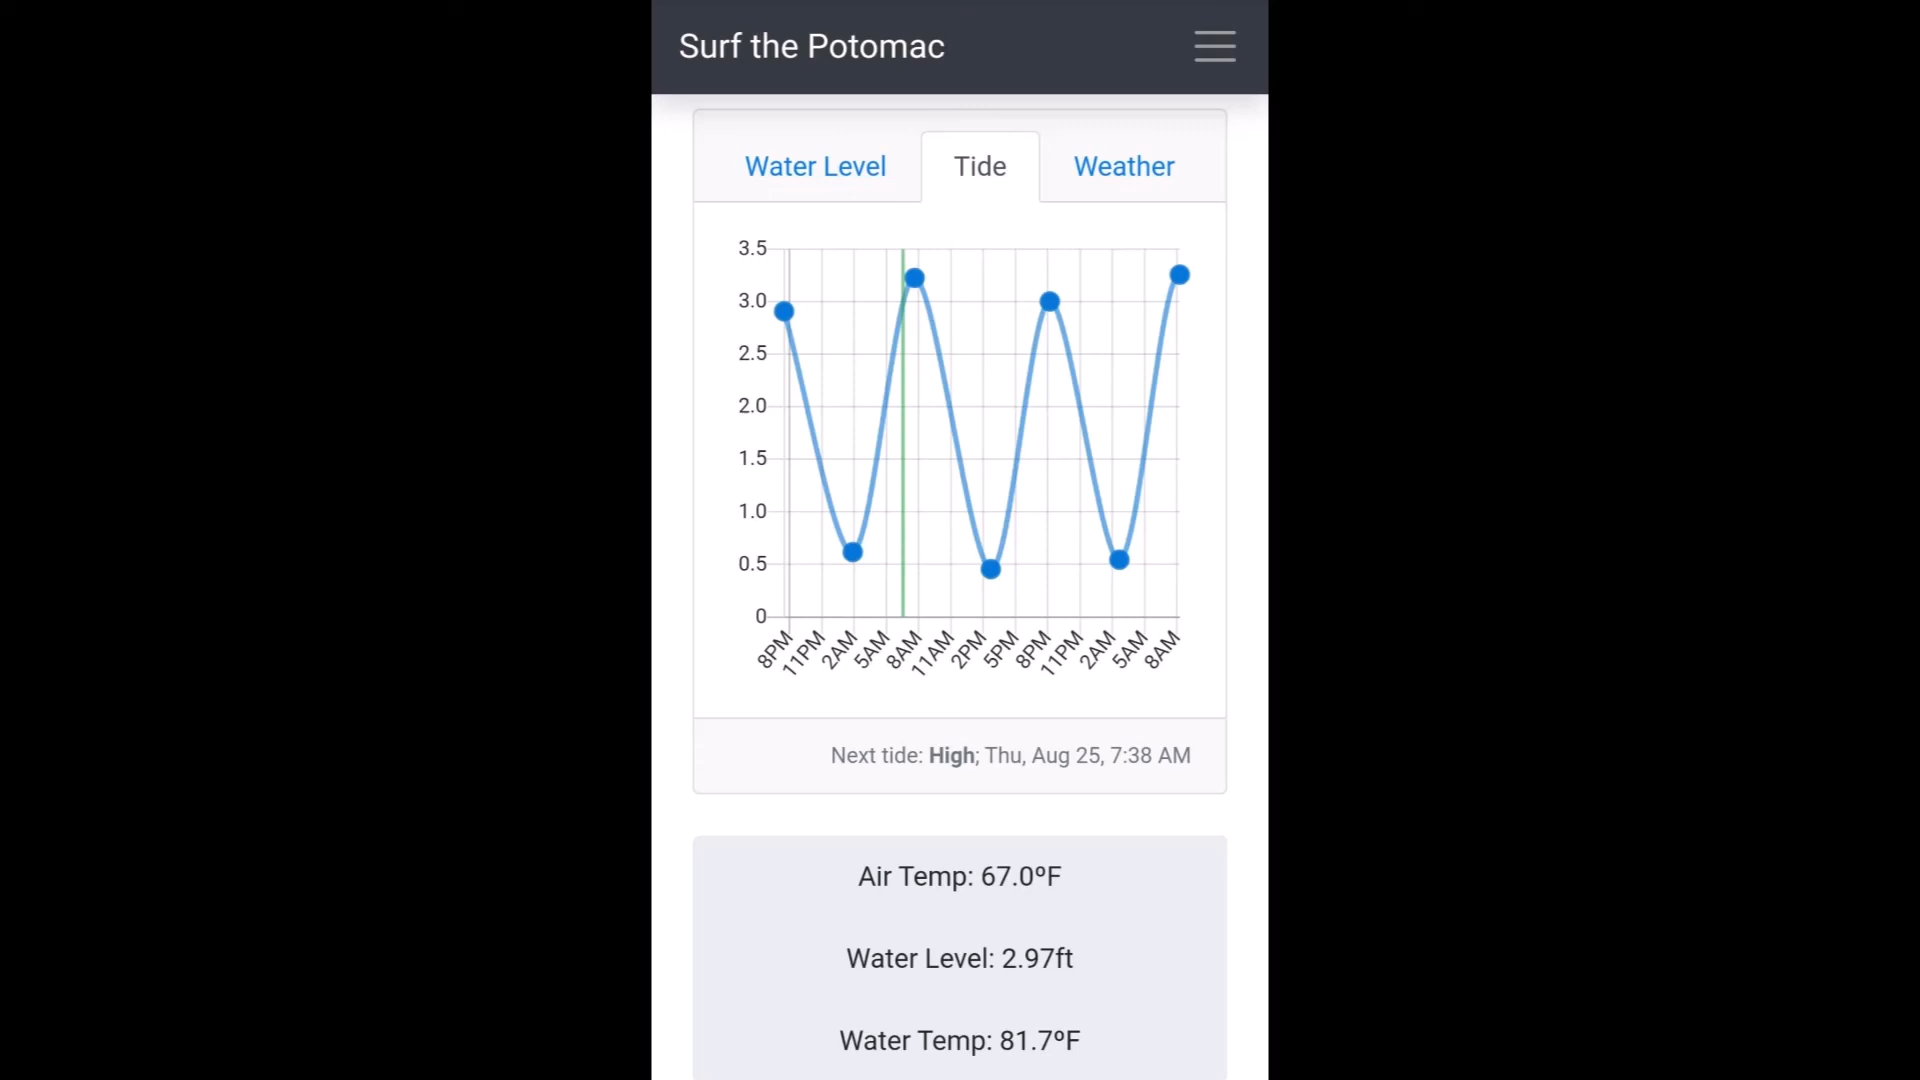 Surf the Potomac
Water Level Tide Weather
3.5
3.0
2.5
2.0
1.5
1.0
0.5
0
8PM 11PM 2AM 5AM 8AM 11AM 2PM 5PM 8PM 11PM 2AM 5AM 8AM
Next tide: High; Thu, Aug 25, 7:38 AM
Air Temp: 67.0ºF
Water Level: 2.97ft
Water Temp: 81.7ºF